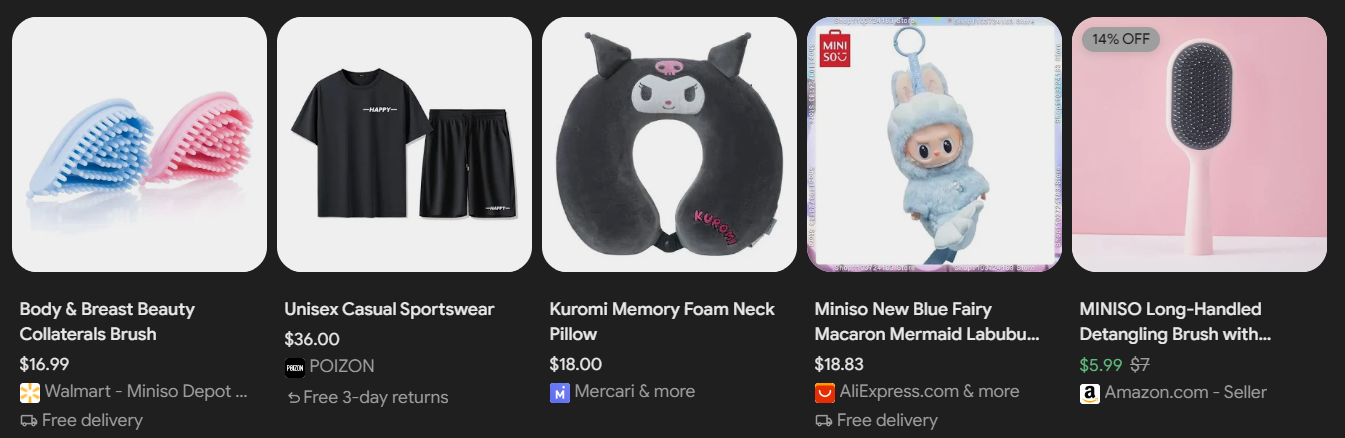 —HAPPY—
—HAPPY—
KUROMI
MINI
SO
14% OFF
Body & Breast Beauty
Collaterals Brush
$16.99
Walmart - Miniso Depot ...
Free delivery
Unisex Casual Sportswear
$36.00
POIZON
POIZON
Free 3-day returns
Kuromi Memory Foam Neck
Pillow
$18.00
M
Mercari & more
Miniso New Blue Fairy
Macaron Mermaid Labubu...
$18.83
AliExpress.com & more
Free delivery
MINISO Long-Handled
Detangling Brush with...
$5.99 $7
a
Amazon.com - Seller